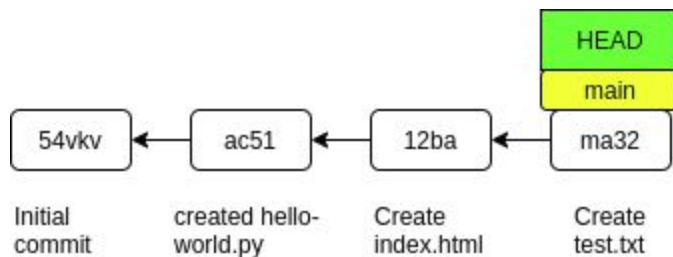 HEAD
main
54vkv
ac51
12ba
ma32
Initial
commit
created hello-
world.py
Create
index.html
Create
test.txt